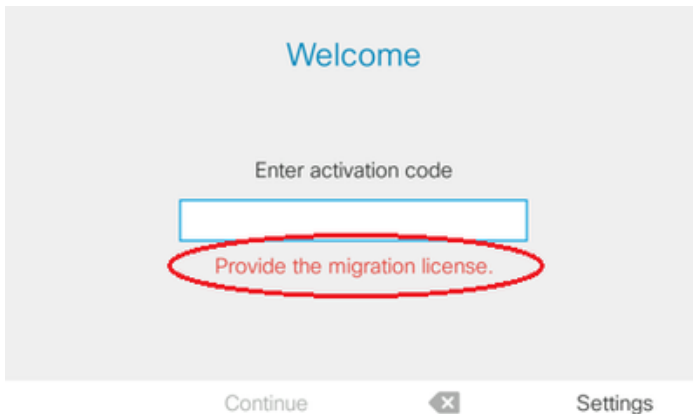 Welcome
Enter activation code
Provide the migration license.
Continue
Settings